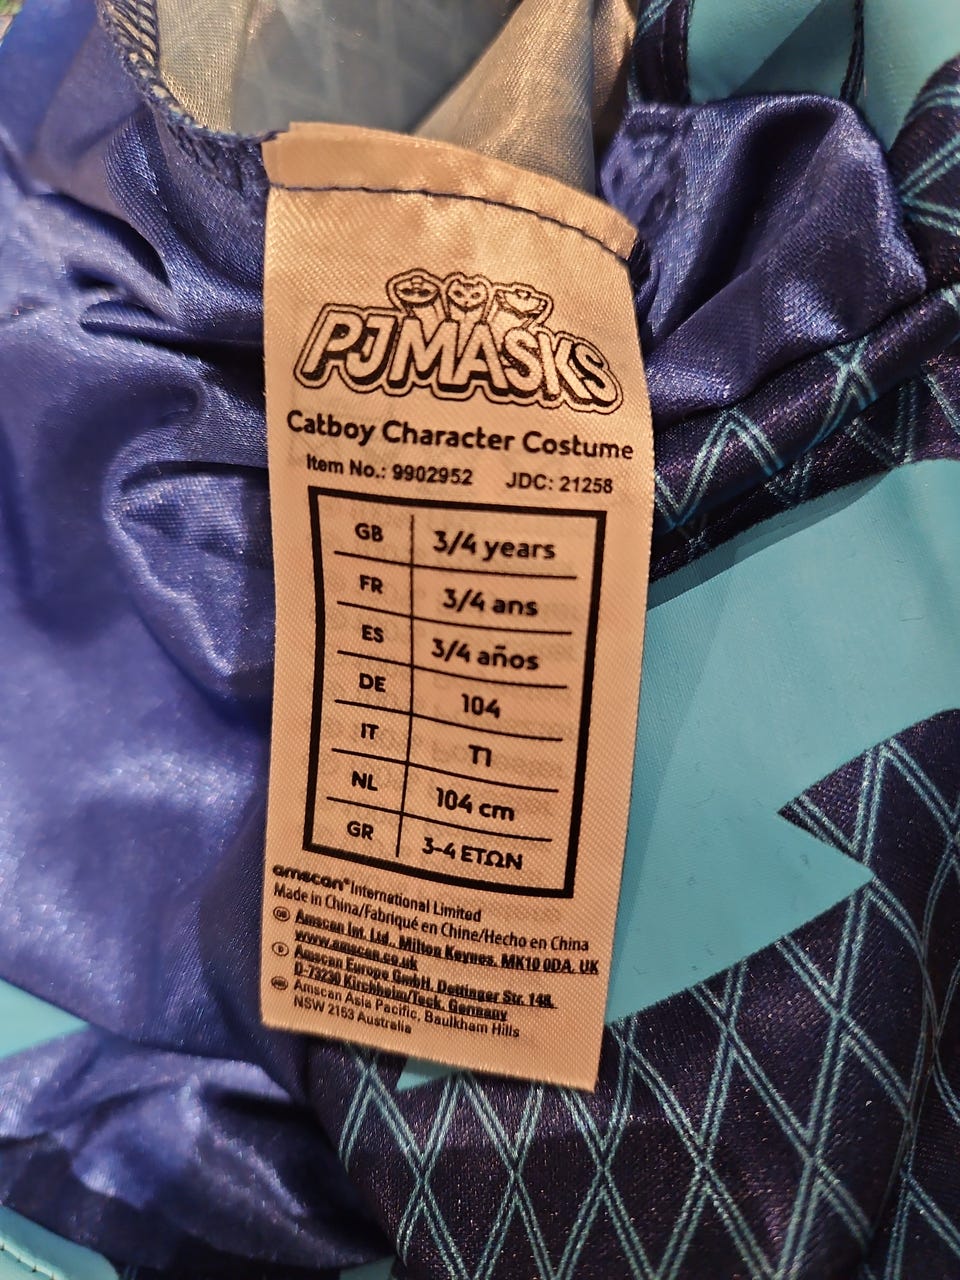 PJMASKS
Catboy Character Costume
Item No.: 9902952 JDC: 21258
GB 3/4 years
FR 3/4 ans
ES 3/4 años
DE 104
IT T1
NL 104 cm
GR 3-4 ΕΤΩΝ
amscan® International Limited
Made in China/Fabriqué en Chine/Hecho en China
GB Amscan Int. Ltd., Milton Keynes, MK10 0DA, UK
www.amscan.co.uk
D Amscan Europe GmbH, Dettinger Str. 148,
D-73230 Kirchheim/Teck, Germany
Amscan Asia Pacific, Baulkham Hills
NSW 2153 Australia